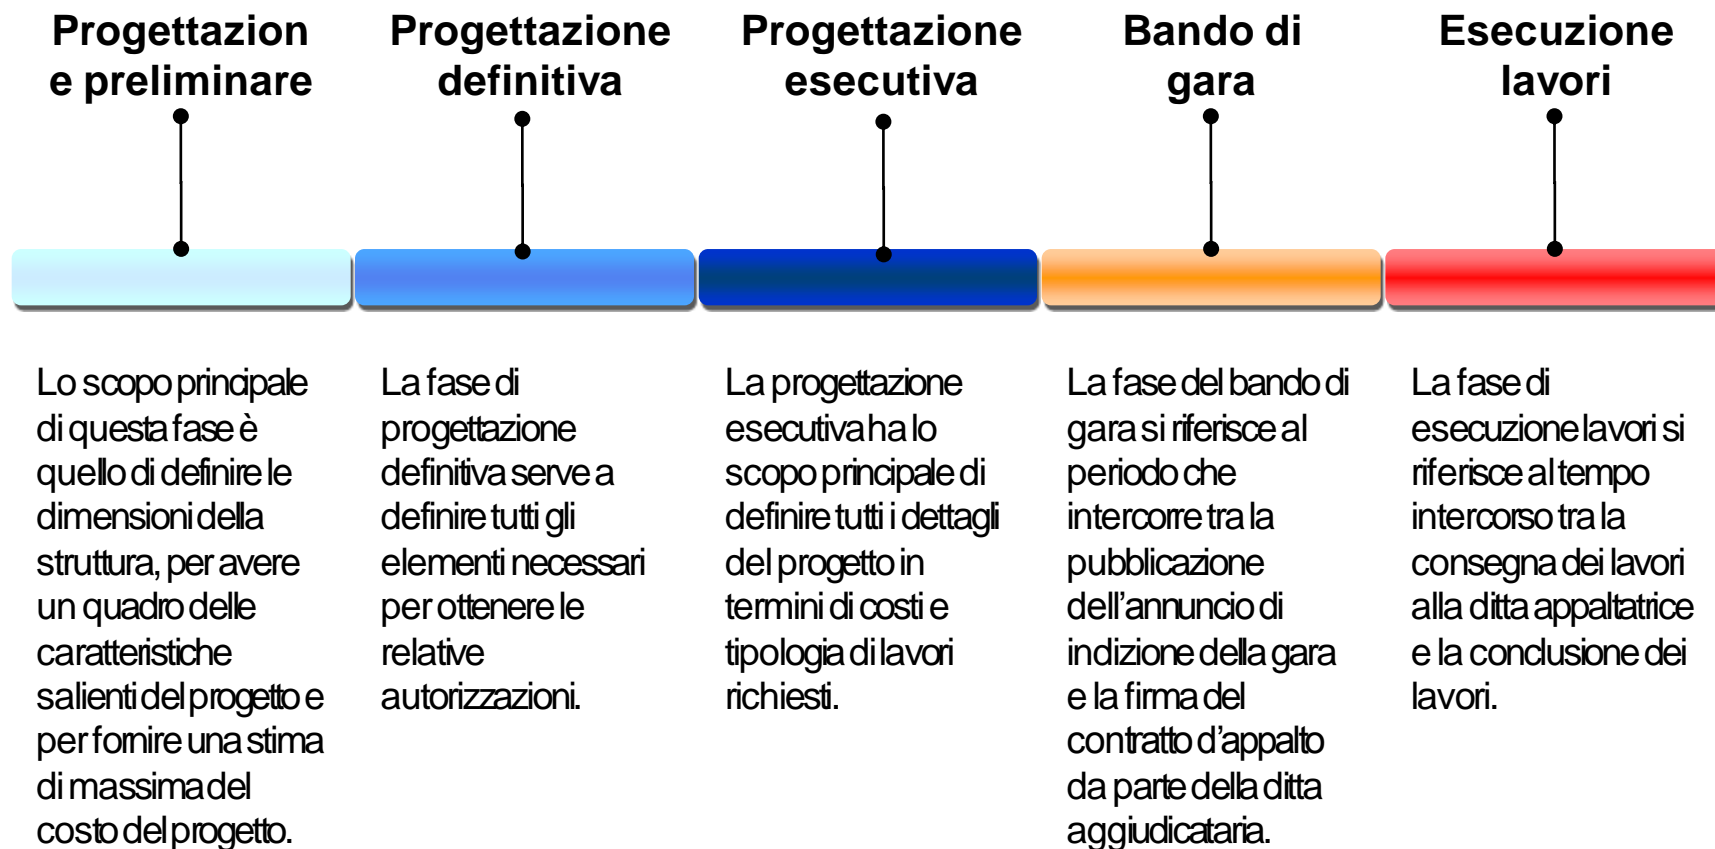 Progettazion
e preliminare
Progettazione
definitiva
Progettazione
esecutiva
Bando di
gara
Esecuzione
lavori
Lo scopo principale
di questa fase è
quello di definire le
dimensioni della
struttura, per avere
un quadro delle
caratteristiche
salienti del progetto e
per fornire una stima
di massima del
costo del progetto.
La fase di
progettazione
definitiva serve a
definire tutti gli
elementi necessari
per ottenere le
relative
autorizzazioni.
La progettazione
esecutiva ha lo
scopo principale di
definire tutti i dettagli
del progetto in
termini di costi e
tipologia di lavori
richiesti.
La fase del bando di
gara si riferisce al
periodo che
intercorre tra la
pubblicazione
dell’annuncio di
indizione della gara
e la firma del
contratto d’appalto
da parte della ditta
aggiudicataria.
La fase di
esecuzione lavori si
riferisce al tempo
intercorso tra la
consegna dei lavori
alla ditta appaltatrice
e la conclusione dei
lavori.